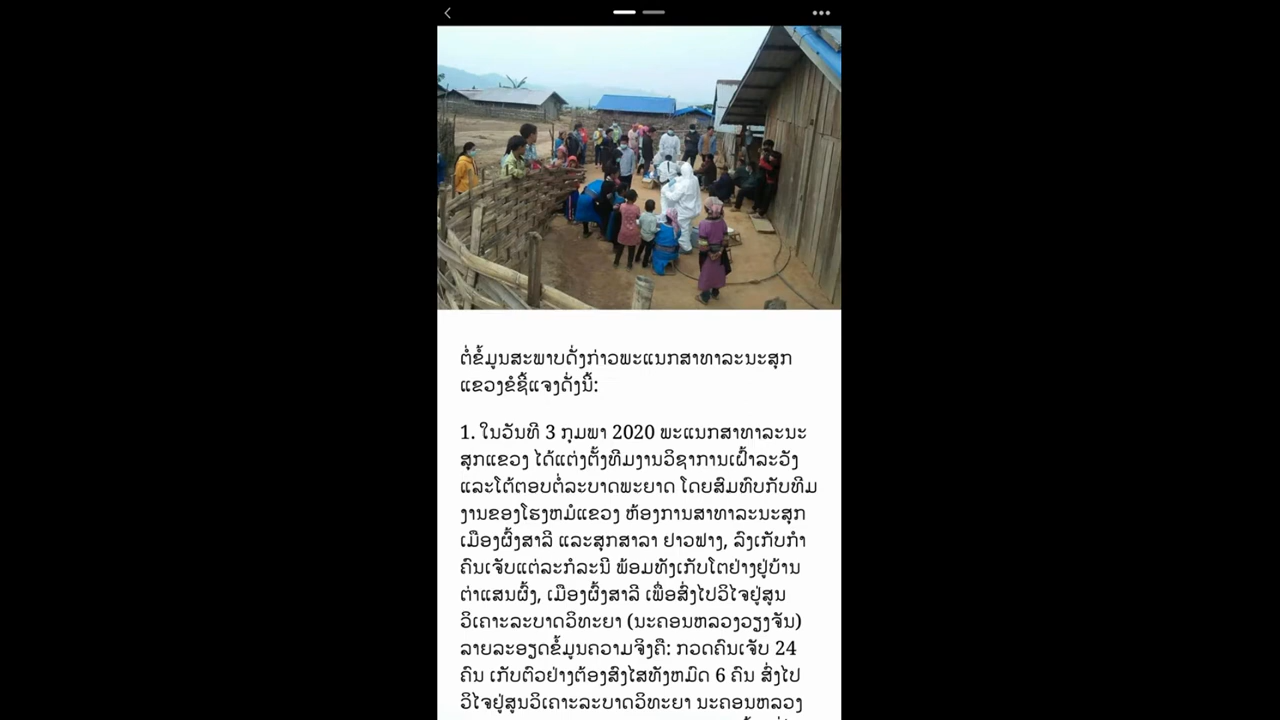 ຕໍ່ຂໍ້ມູນສະພາບດັ່ງກ່າວພະແນກສາທາລະນະສຸກ
ແຂວງຂໍຊີ້ແຈງດັ່ງນີ້:
1. ໃນວັນທີ 3 ກຸມພາ 2020 ພະແນກສາທາລະນະ
ສຸກແຂວງ ໄດ້ແຕ່ງຕັ້ງທີມງານວິຊາການເຝົ້າລະວັງ
ແລະໂຕ້ຕອບຕໍ່ລະບາດພະຍາດ ໂດຍສົມທົບກັບທີມ
ງານຂອງໂຮງຫມໍແຂວງ ຫ້ອງການສາທາລະນະສຸກ
ເມືອງຜົ້ງສາລີ ແລະສຸກສາລາ ຢາວຟາງ, ລົງເກັບກໍາ
ຄົນເຈັບແຕ່ລະກໍລະນີ ພ້ອມທັງເກັບໂຕຢ່າງຢູ່ບ້ານ
ຕ່າແສນຜົ້ງ, ເມືອງຜົ້ງສາລີ ເພື່ອສົ່ງໄປວິໄຈຢູ່ສູນ
ວິເຄາະລະບາດວິທະຍາ (ນະຄອນຫລວງວຽງຈັນ)
ລາຍລະອຽດຂໍ້ມູນຄວາມຈິງຄື: ກວດຄົນເຈັບ 24
ຄົນ ເກັບຕົວຢ່າງຕ້ອງສົງໄສທັງຫມົດ 6 ຄົນ ສົ່ງໄປ
ວິໄຈຢູ່ສູນວິເຄາະລະບາດວິທະຍາ ນະຄອນຫລວງ